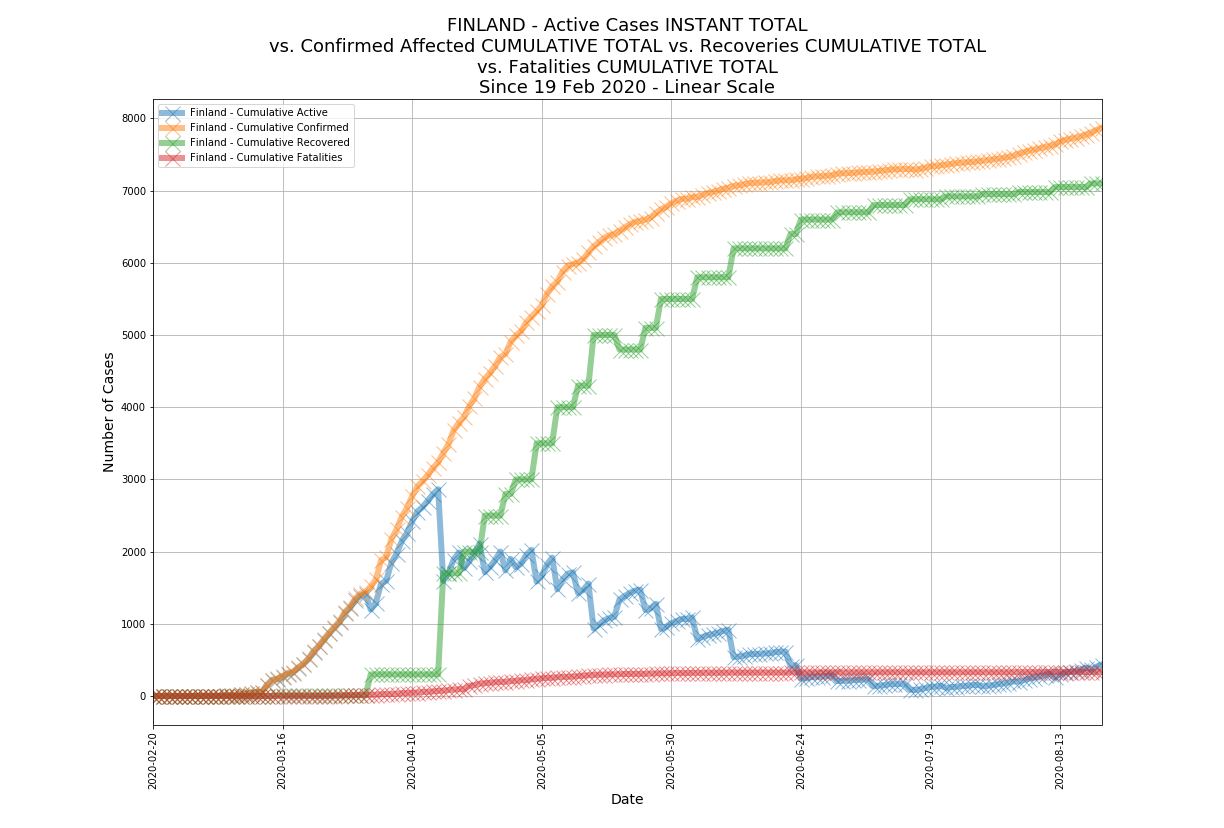 FINLAND - Active Cases INSTANT TOTAL
vs. Confirmed Affected CUMULATIVE TOTAL vs. Recoveries CUMULATIVE TOTAL
vs. Fatalities CUMULATIVE TOTAL
Since 19 Feb 2020 - Linear Scale
Finland - Cumulative Active
Finland - Cumulative Confirmed
Finland - Cumulative Recovered
Finland - Cumulative Fatalities
Number of Cases
8000
7000
6000
5000
4000
3000
2000
1000
0
2020-02-20
2020-03-16
2020-04-10
2020-05-05
2020-05-30
2020-06-24
2020-07-19
2020-08-13
Date